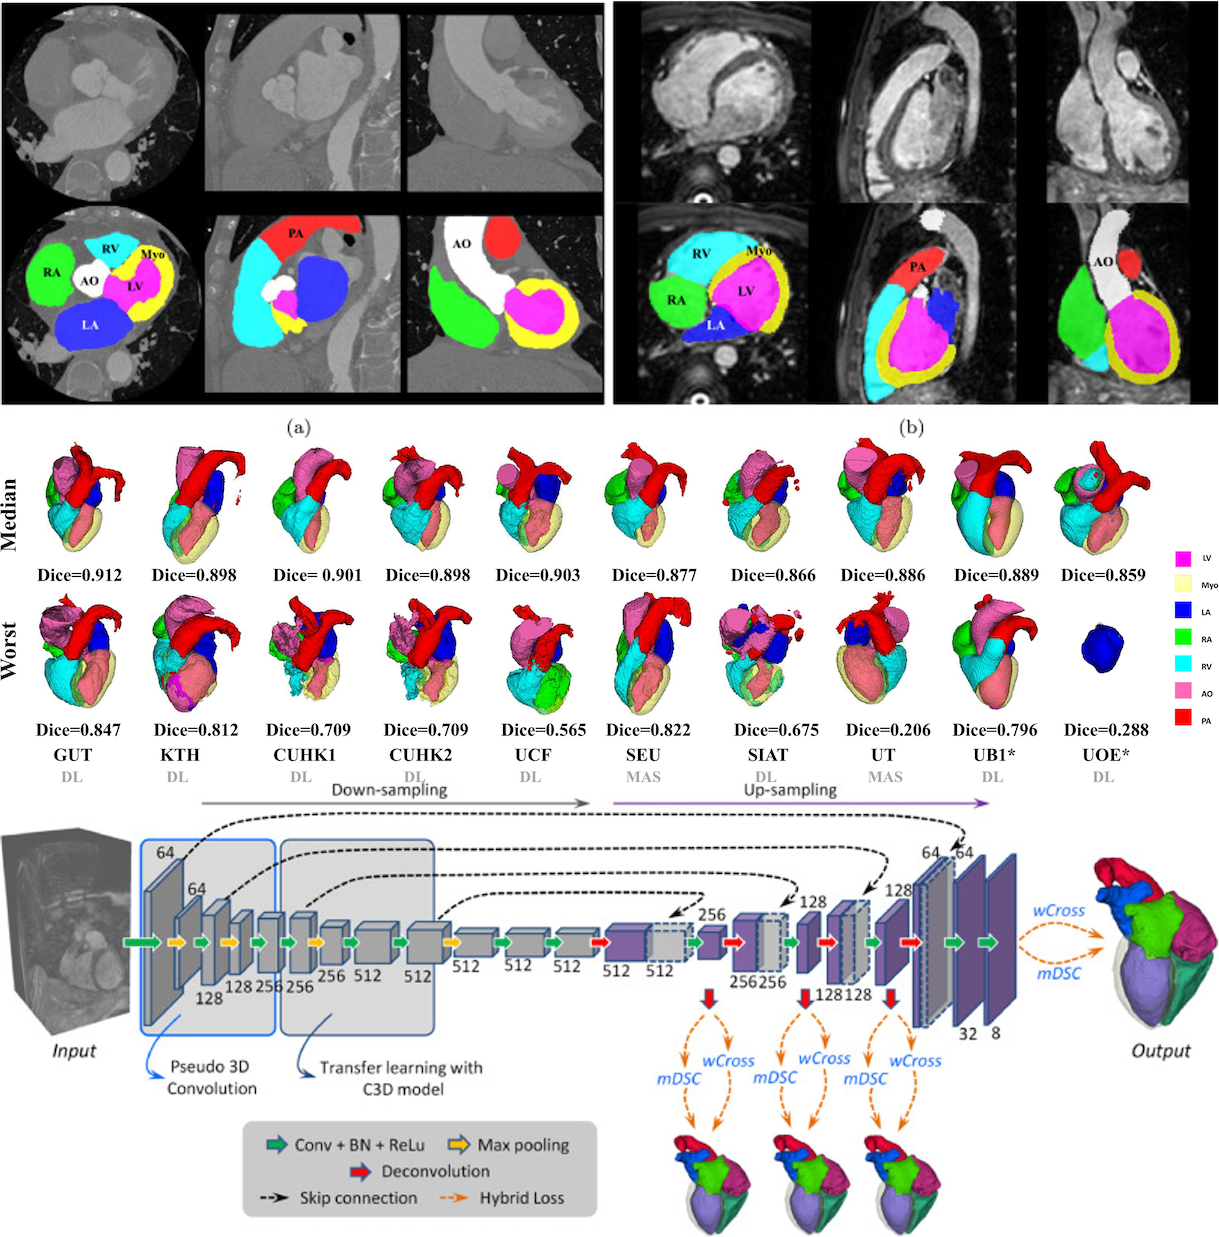 RA
RV
Myo
AO
LV
LA
PA
AO
RV
Myo
LV
RA
LA
PA
AO
(a)
(b)
Median
Dice=0.912
Dice=0.898
Dice= 0.901
Dice=0.898
Dice=0.903
Dice=0.877
Dice=0.866
Dice=0.886
Dice=0.889
Dice=0.859
Worst
Dice=0.847
Dice=0.812
Dice=0.709
Dice=0.709
Dice=0.565
Dice=0.822
Dice=0.675
Dice=0.206
Dice=0.796
Dice=0.288
GUT
KTH
CUHK1
CUHK2
UCF
SEU
SIAT
UT
UB1*
UOE*
DL
DL
DL
DL
DL
MAS
DL
MAS
DL
DL
LV
Myo
LA
RA
RV
AO
PA
Down-sampling
Up-sampling
64
64
128
128
256
256
256
512
512
512
512
512
512
512
256
256
256
128
128
128
128
64
64
32
8
Input
Pseudo 3D
Convolution
Transfer learning with
C3D model
wCross
mDSC
Output
mDSC
wCross
mDSC
wCross
mDSC
wCross
Conv + BN + ReLu
Max pooling
Deconvolution
Skip connection
Hybrid Loss